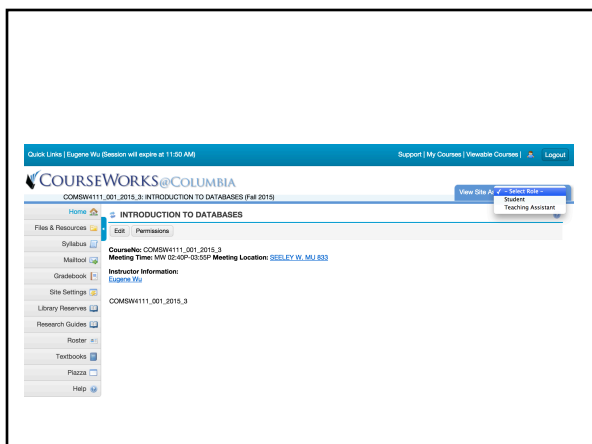 Quick Links | Eugene Wu (Session will expire at 11:50 AM) Support | My Courses | Viewable Courses | Logout
COURSEWORKS@COLUMBIA
COMSW4111_001_2015_3: INTRODUCTION TO DATABASES (Fall 2015)
View Site As ✓ - Select Role -
Student
Teaching Assistant
Home
Files & Resources
Syllabus
Mailtool
Gradebook
Site Settings
Library Reserves
Research Guides
Roster
Textbooks
Piazza
Help
INTRODUCTION TO DATABASES
Edit Permissions
CourseNo: COMSW4111_001_2015_3
Meeting Time: MW 02:40P-03:55P Meeting Location: SEELEY W. MU 833
Instructor Information:
Eugene Wu
COMSW4111_001_2015_3